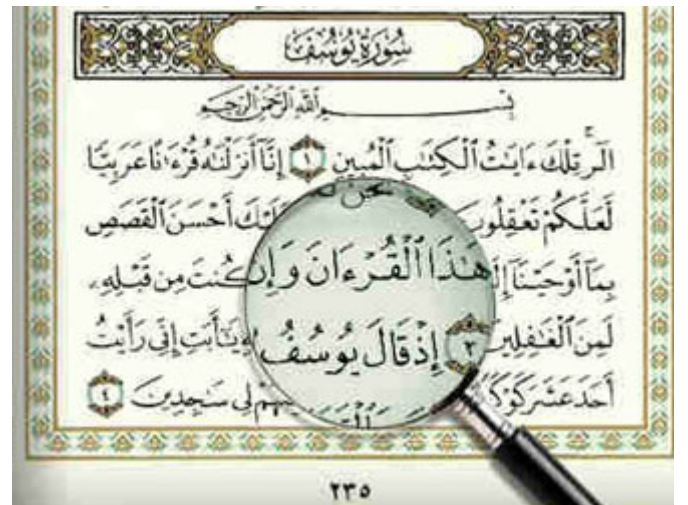 سُورَةُ يُوسُفَ
بِسْمِ ٱللَّهِ ٱلرَّحْمَٰنِ ٱلرَّحِيمِ
الٓر تِلْكَ ءَايَٰتُ ٱلْكِتَٰبِ ٱلْمُبِينِ ١ إِنَّآ أَنزَلْنَٰهُ قُرْءَٰنًا عَرَبِيًّا
لَّعَلَّكُمْ تَعْقِلُونَ نَحْنُ أَحْسَنَ ٱلْقَصَصِ
بِمَآ أَوْحَيْنَآ هَٰذَا ٱلْقُرْءَانَ وَإِن كُنتَ مِن قَبْلِهِۦ
لَمِنَ ٱلْغَٰفِلِينَ ٣ إِذْ قَالَ يُوسُفُ يَٰٓأَبَتِ إِنِّى رَأَيْتُ
أَحَدَ عَشَرَ لِى سَٰجِدِينَ ٤
٢٣٥